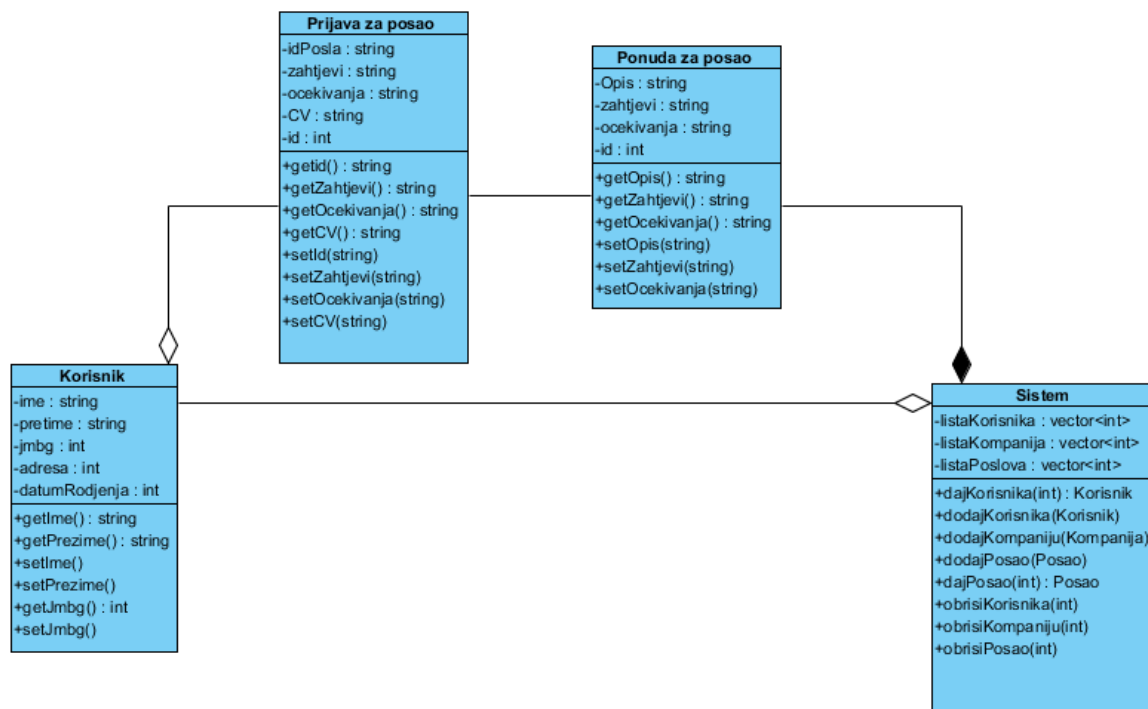 Prijava za posao
-idPosla : string
-zahtjevi : string
-ocekivanja : string
-CV : string
-id : int
+getid() : string
+getZahtjevi() : string
+getOcekivanja() : string
+getCV() : string
+setId(string)
+setZahtjevi(string)
+setOcekivanja(string)
+setCV(string)
Ponuda za posao
-Opis : string
-zahtjevi : string
-ocekivanja : string
-id : int
+getOpis() : string
+getZahtjevi() : string
+getOcekivanja() : string
+setOpis(string)
+setZahtjevi(string)
+setOcekivanja(string)
Korisnik
-ime : string
-pretime : string
-jmbg : int
-adresa : int
-datumRodjenja : int
+getIme() : string
+getPrezime() : string
+setIme()
+setPrezime()
+getJmbg() : int
+setJmbg()
Sistem
-listaKorisnika : vector<int>
-listaKompanija : vector<int>
-listaPoslova : vector<int>
+dajKorisnika(int) : Korisnik
+dodajKorisnika(Korisnik)
+dodajKompaniju(Kompanija)
+dodajPosao(Posao)
+dajPosao(int) : Posao
+obrisiKorisnika(int)
+obrisiKompaniju(int)
+obrisiPosao(int)